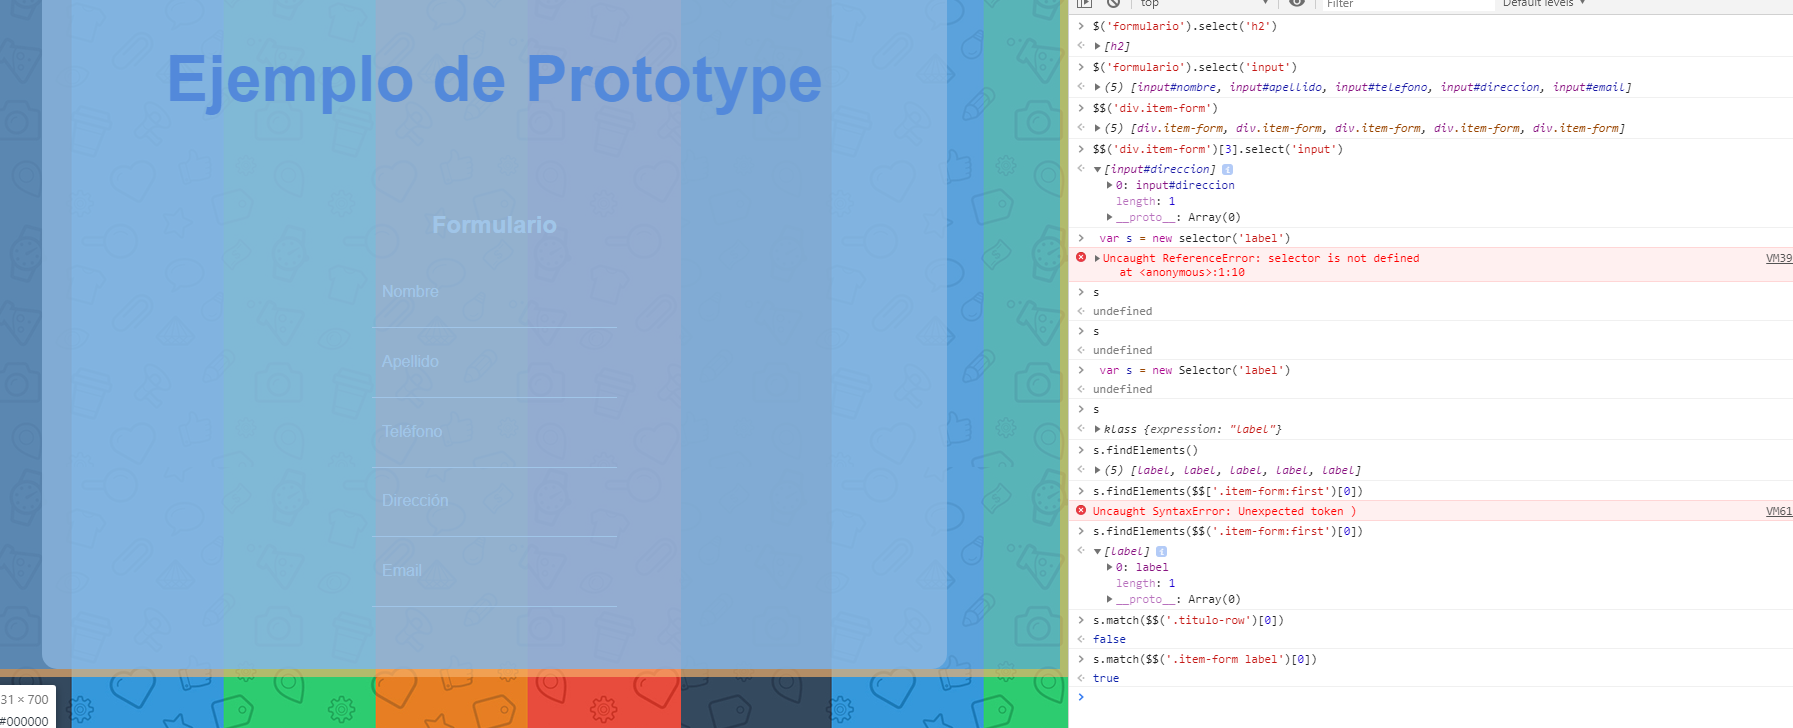 Ejemplo de Prototype
Formulario
Nombre
Apellido
Teléfono
Dirección
Email
31 × 700
#000000
top
Filter
Default levels
$('formulario').select('h2')
[h2]
$('formulario').select('input')
(5) [input#nombre, input#apellido, input#telefono, input#direccion, input#email]
$$('div.item-form')
(5) [div.item-form, div.item-form, div.item-form, div.item-form, div.item-form]
$$('div.item-form')[3].select('input')
[input#direccion]
0: input#direccion
length: 1
__proto__: Array(0)
var s = new selector('label')
Uncaught ReferenceError: selector is not defined VM39
at <anonymous>:1:10
s
undefined
s
undefined
var s = new Selector('label')
undefined
s
klass {expression: "label"}
s.findElements()
(5) [label, label, label, label, label]
s.findElements($$['.item-form:first')[0])
Uncaught SyntaxError: Unexpected token ) VM61
s.findElements($$('.item-form:first')[0])
[label]
0: label
length: 1
__proto__: Array(0)
s.match($$('.titulo-row')[0])
false
s.match($$('.item-form label')[0])
true